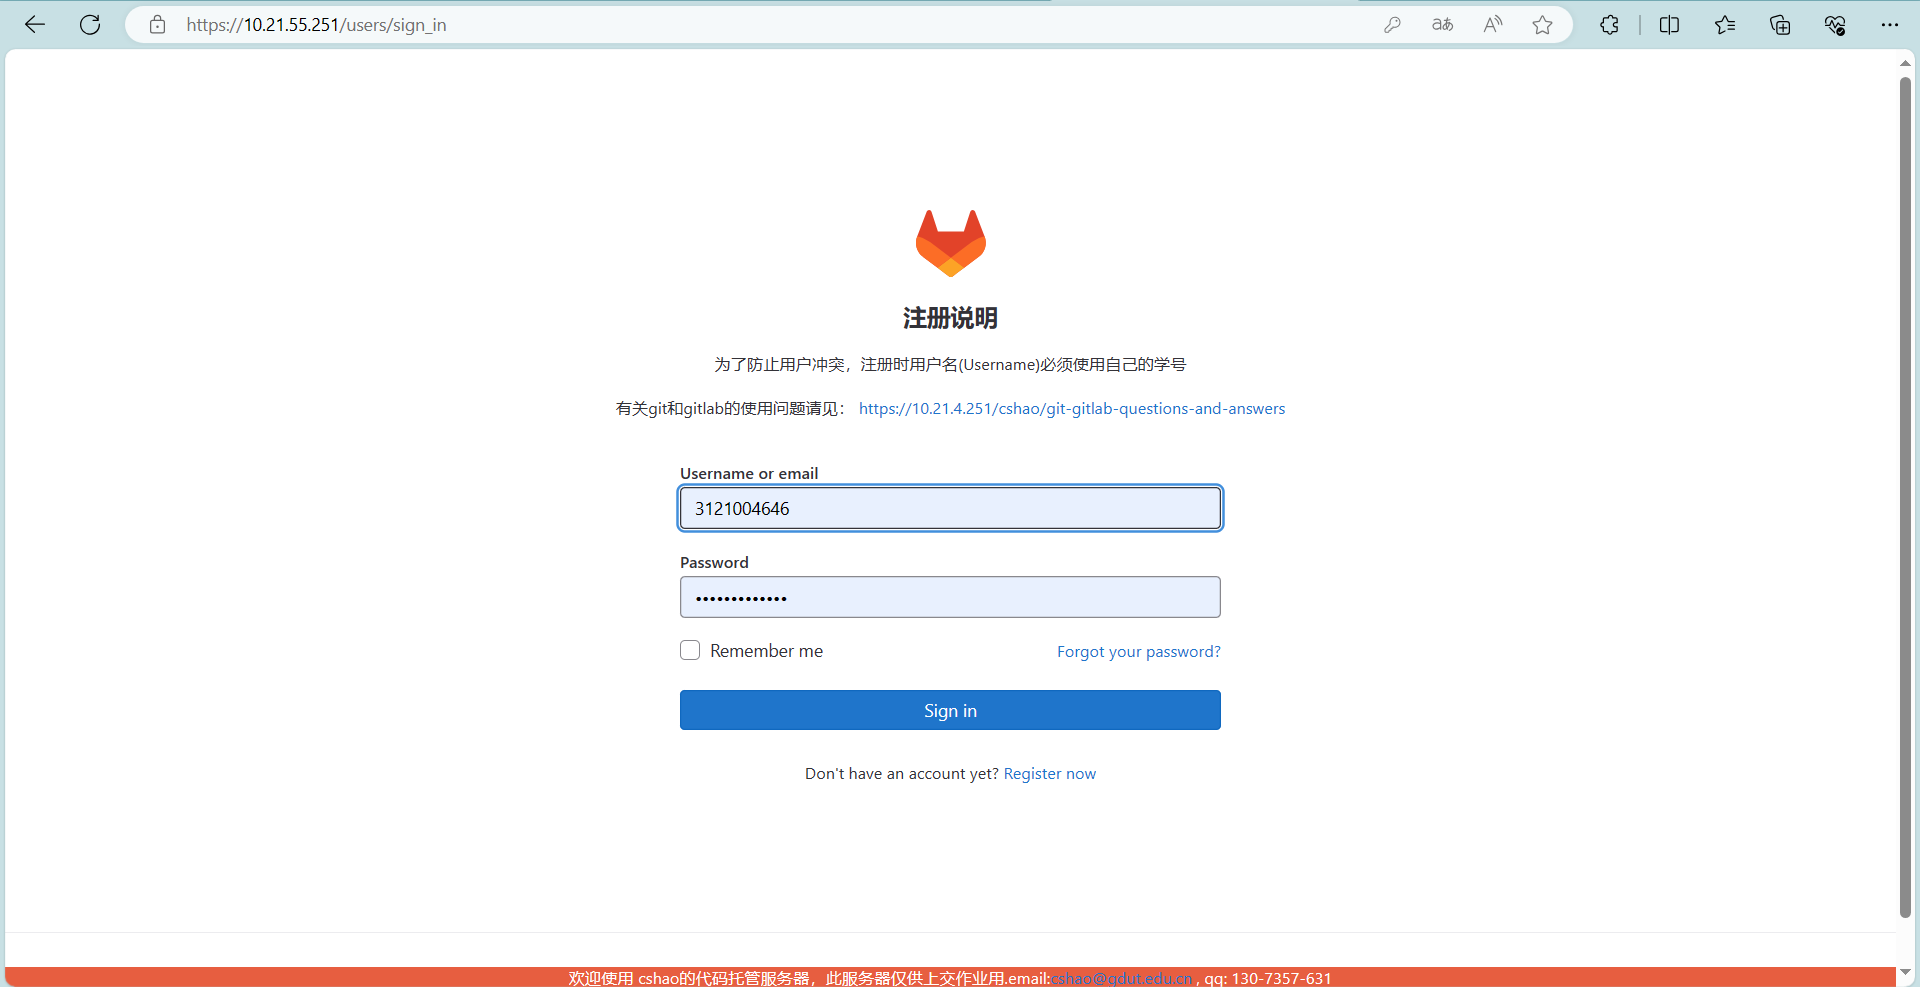 https://10.21.55.251/users/sign_in
注册说明
为了防止用户冲突，注册时用户名(Username)必须使用自己的学号
有关git和gitlab的使用问题请见： https://10.21.4.251/cshao/git-gitlab-questions-and-answers
Username or email
3121004646
Password
Remember me
Forgot your password?
Sign in
Don't have an account yet? Register now
欢迎使用 cshao的代码托管服务器，此服务器仅供上交作业用.email:cshao@gdut.edu.cn , qq: 130-7357-631